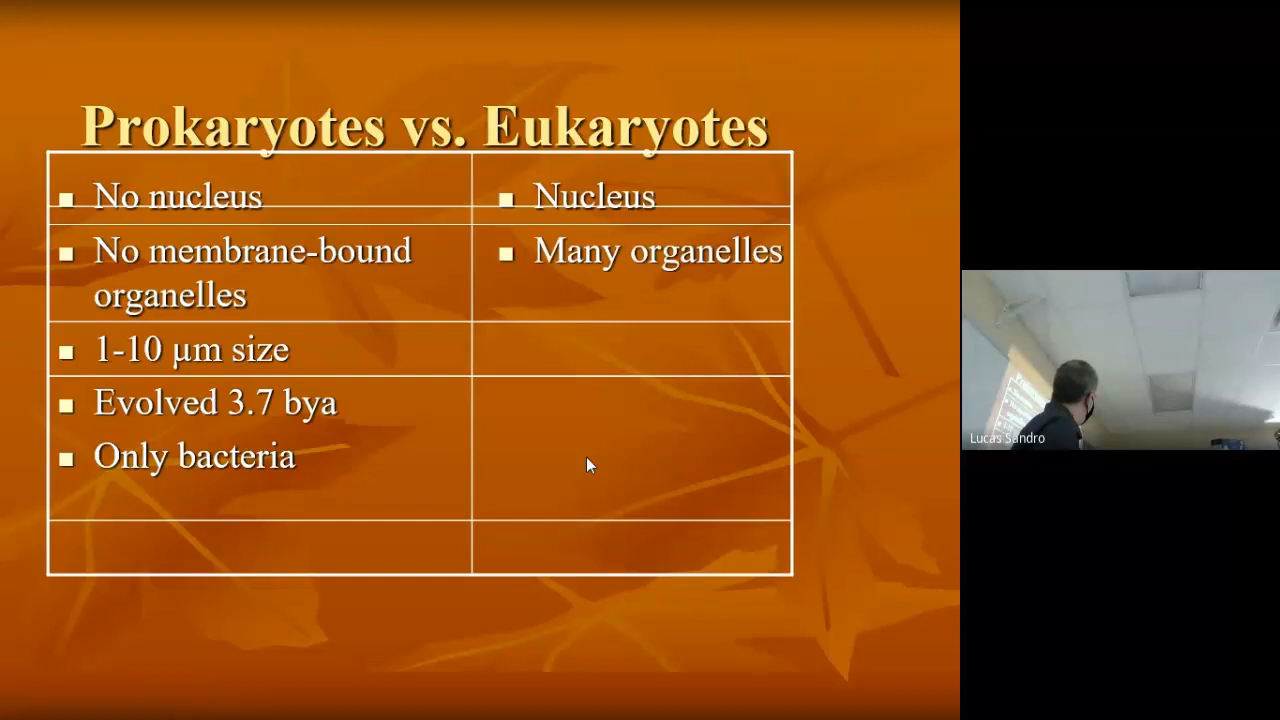 Prokaryotes vs. Eukaryotes
No nucleus
Nucleus
No membrane-bound
organelles
Many organelles
1-10 µm size
Evolved 3.7 bya
Only bacteria
Lucas Sandro